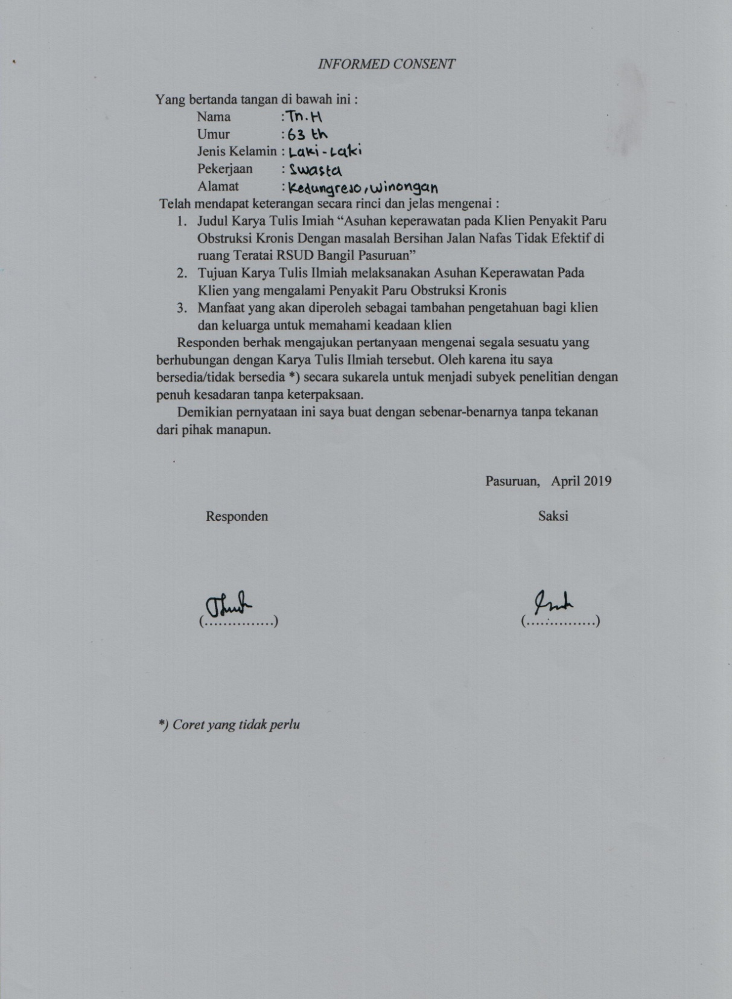 INFORMED CONSENT
Yang bertanda tangan di bawah ini :
Nama : Tn. H
Umur : 63 th
Jenis Kelamin : Laki-Laki
Pekerjaan : Swasta
Alamat : Kedungrejo, Winongan
Telah mendapat keterangan secara rinci dan jelas mengenai :
1. Judul Karya Tulis Imiah “Asuhan keperawatan pada Klien Penyakit Paru
Obstruksi Kronis Dengan masalah Bersihan Jalan Nafas Tidak Efektif di
ruang Teratai RSUD Bangil Pasuruan”
2. Tujuan Karya Tulis Ilmiah melaksanakan Asuhan Keperawatan Pada
Klien yang mengalami Penyakit Paru Obstruksi Kronis
3. Manfaat yang akan diperoleh sebagai tambahan pengetahuan bagi klien
dan keluarga untuk memahami keadaan klien
Responden berhak mengajukan pertanyaan mengenai segala sesuatu yang
berhubungan dengan Karya Tulis Ilmiah tersebut. Oleh karena itu saya
bersedia/tidak bersedia *) secara sukarela untuk menjadi subyek penelitian dengan
penuh kesadaran tanpa keterpaksaan.
Demikian pernyataan ini saya buat dengan sebenar-benarnya tanpa tekanan
dari pihak manapun.
Pasuruan, April 2019
Responden Saksi
(...............) (...............)
*) Coret yang tidak perlu